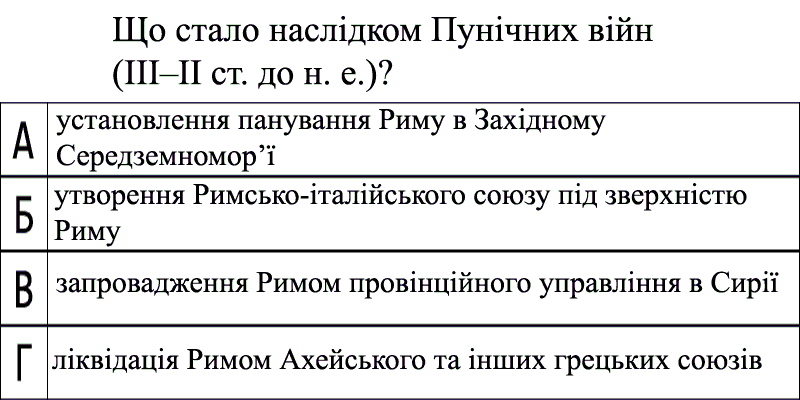 Що стало наслідком Пунічних війн
(III–II ст. до н. е.)?
А установлення панування Риму в Західному
Середземномор’ї
Б утворення Римсько-італійського союзу під зверхністю
Риму
В запровадження Римом провінційного управління в Сирії
Г ліквідація Римом Ахейського та інших грецьких союзів